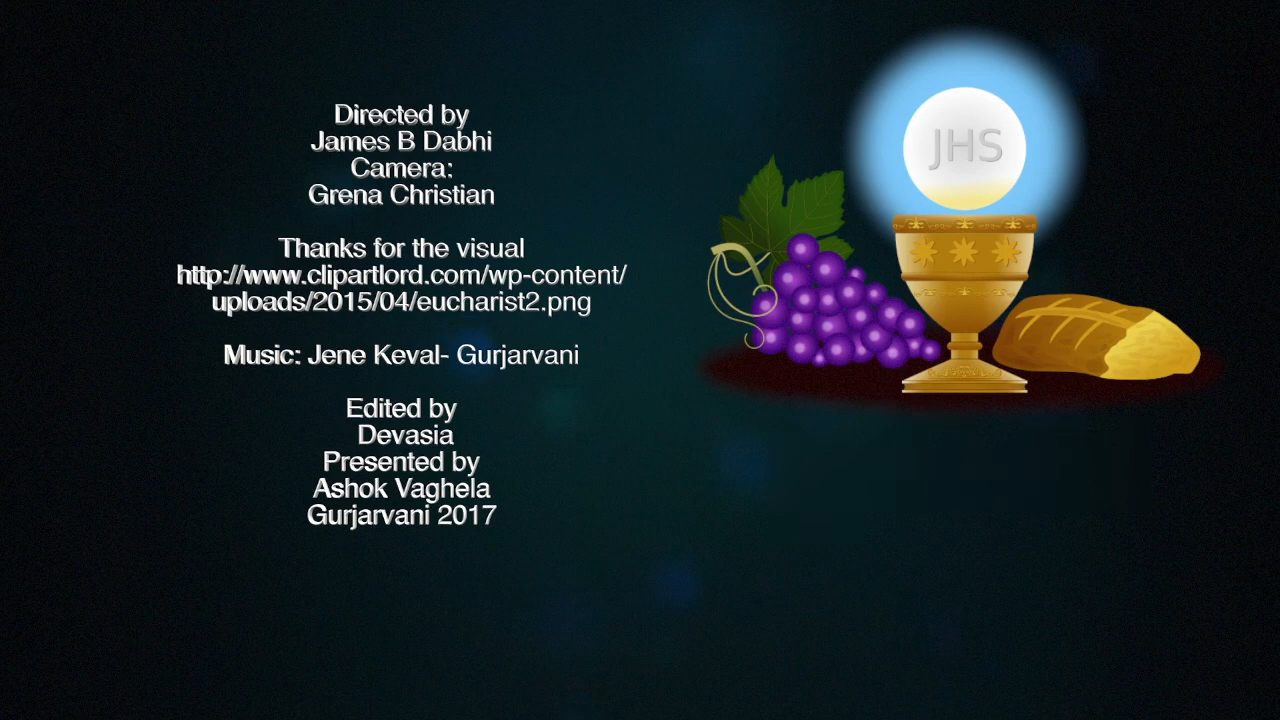 Directed by
James B Dabhi
Camera:
Grena Christian
Thanks for the visual
http://www.clipartlord.com/wp-content/
uploads/2015/04/eucharist2.png
Music: Jene Keval- Gurjarvani
Edited by
Devasia
Presented by
Ashok Vaghela
Gurjarvani 2017
JHS